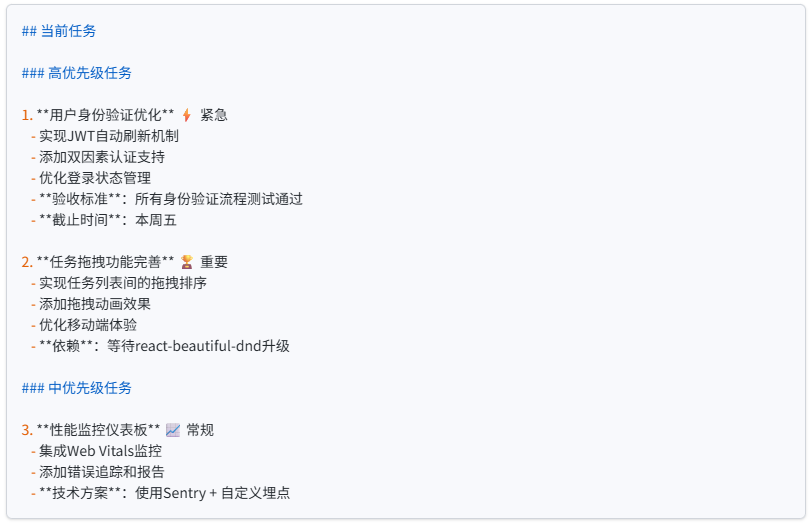 ## 当前任务
### 高优先级任务
1. **用户身份验证优化** ⚡ 紧急
- 实现JWT自动刷新机制
- 添加双因素认证支持
- 优化登录状态管理
- **验收标准**：所有身份验证流程测试通过
- **截止时间**：本周五
2. **任务拖拽功能完善** 🏆 重要
- 实现任务列表间的拖拽排序
- 添加拖拽动画效果
- 优化移动端体验
- **依赖**：等待react-beautiful-dnd升级
### 中优先级任务
3. **性能监控仪表板** 📈 常规
- 集成Web Vitals监控
- 添加错误追踪和报告
- **技术方案**：使用Sentry + 自定义埋点